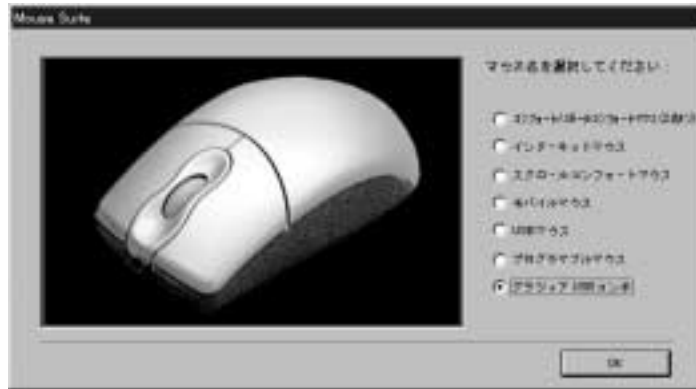 Mouse Suite
マウス名を選択してください:
インターネットマウス
スクロールコンフォートマウス
モバイルマウス
USBマウス
プログラマブルマウス
OK